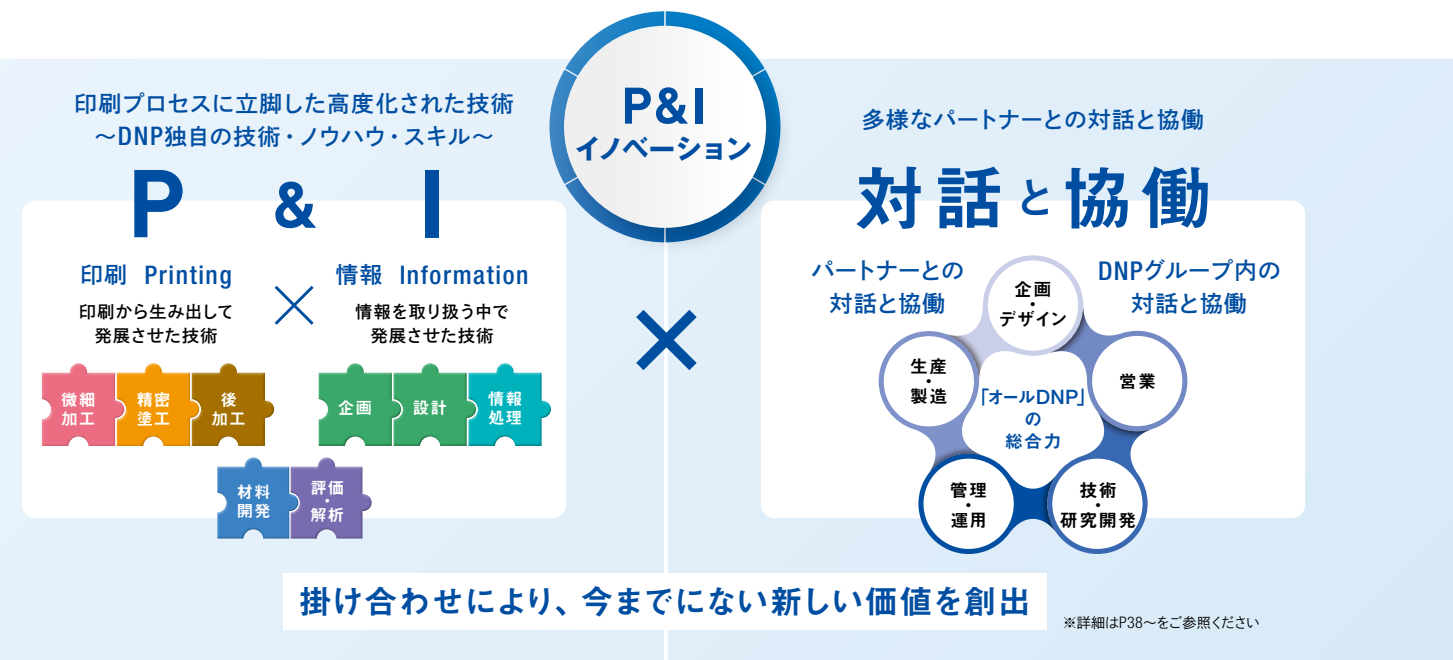 P&I
イノベーション
印刷プロセスに立脚した高度化された技術
～DNP独自の技術・ノウハウ・スキル～
P & I
印刷 Printing
印刷から生み出して
発展させた技術
×
情報 Information
情報を取り扱う中で
発展させた技術
微細
加工
精密
塗工
後
加工
企画
設計
情報
処理
材料
開発
評価
・
解析
×
多様なパートナーとの対話と協働
対話と協働
パートナーとの
対話と協働
DNPグループ内の
対話と協働
企画
・
デザイン
生産
・
製造
営業
「オールDNP」
の
総合力
管理
・
運用
技術
・
研究開発
掛け合わせにより、今までにない新しい価値を創出
※詳細はP38～をご参照ください